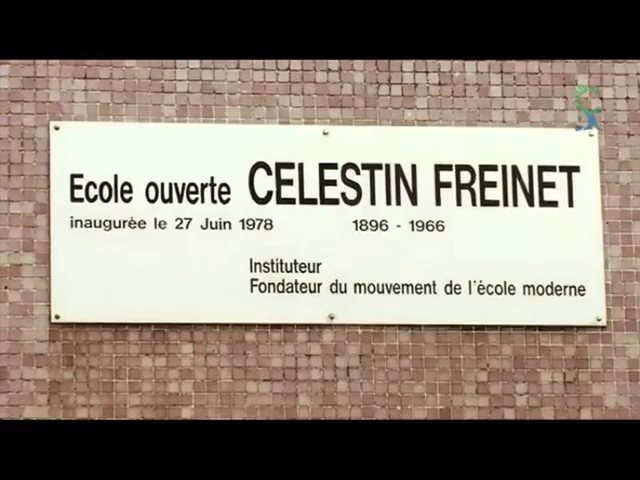 Ecole ouverte CELESTIN FREINET
inaugurée le 27 Juin 1978 1896 - 1966
Instituteur
Fondateur du mouvement de l'école moderne